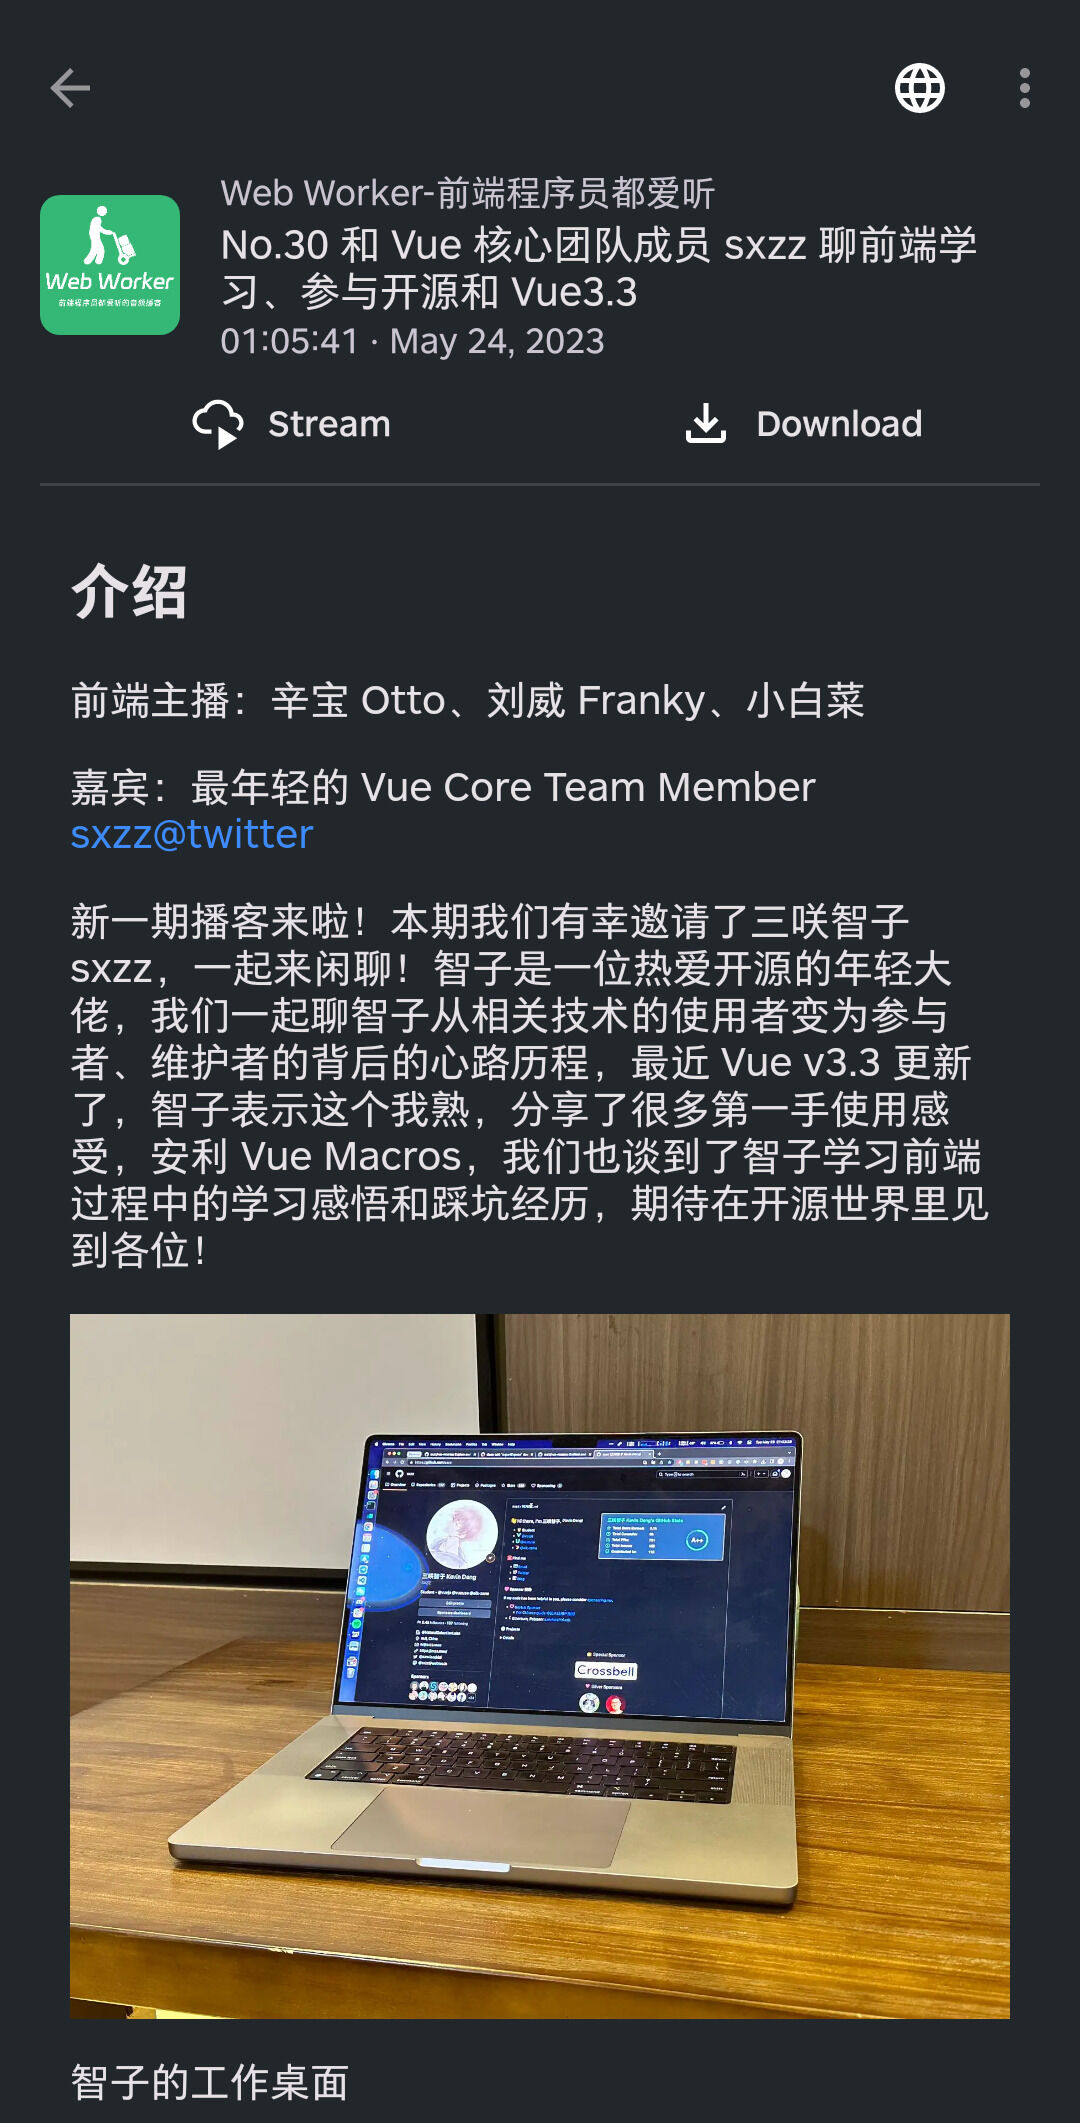 Web Worker-前端程序员都爱听
No.30 和 Vue 核心团队成员 sxzz 聊前端学
习、参与开源和 Vue3.3
01:05:41 · May 24, 2023
Web Worker
前端程序员都爱听的音频播客
Stream
Download
介绍
前端主播：辛宝 Otto、刘威 Franky、小白菜
嘉宾：最年轻的 Vue Core Team Member
sxzz@twitter
新一期播客来啦！本期我们有幸邀请了三咲智子
sxzz，一起来闲聊！智子是一位热爱开源的年轻大
佬，我们一起聊智子从相关技术的使用者变为参与
者、维护者的背后的心路历程，最近 Vue v3.3 更新
了，智子表示这个我熟，分享了很多第一手使用感
受，安利 Vue Macros，我们也谈到了智子学习前端
过程中的学习感悟和踩坑经历，期待在开源世界里见
到各位！
三咲智子 Kevin Deng
Edit profile
Sponsors
A++
Special Sponsor
Crossbell
Silver Sponsors
智子的工作桌面